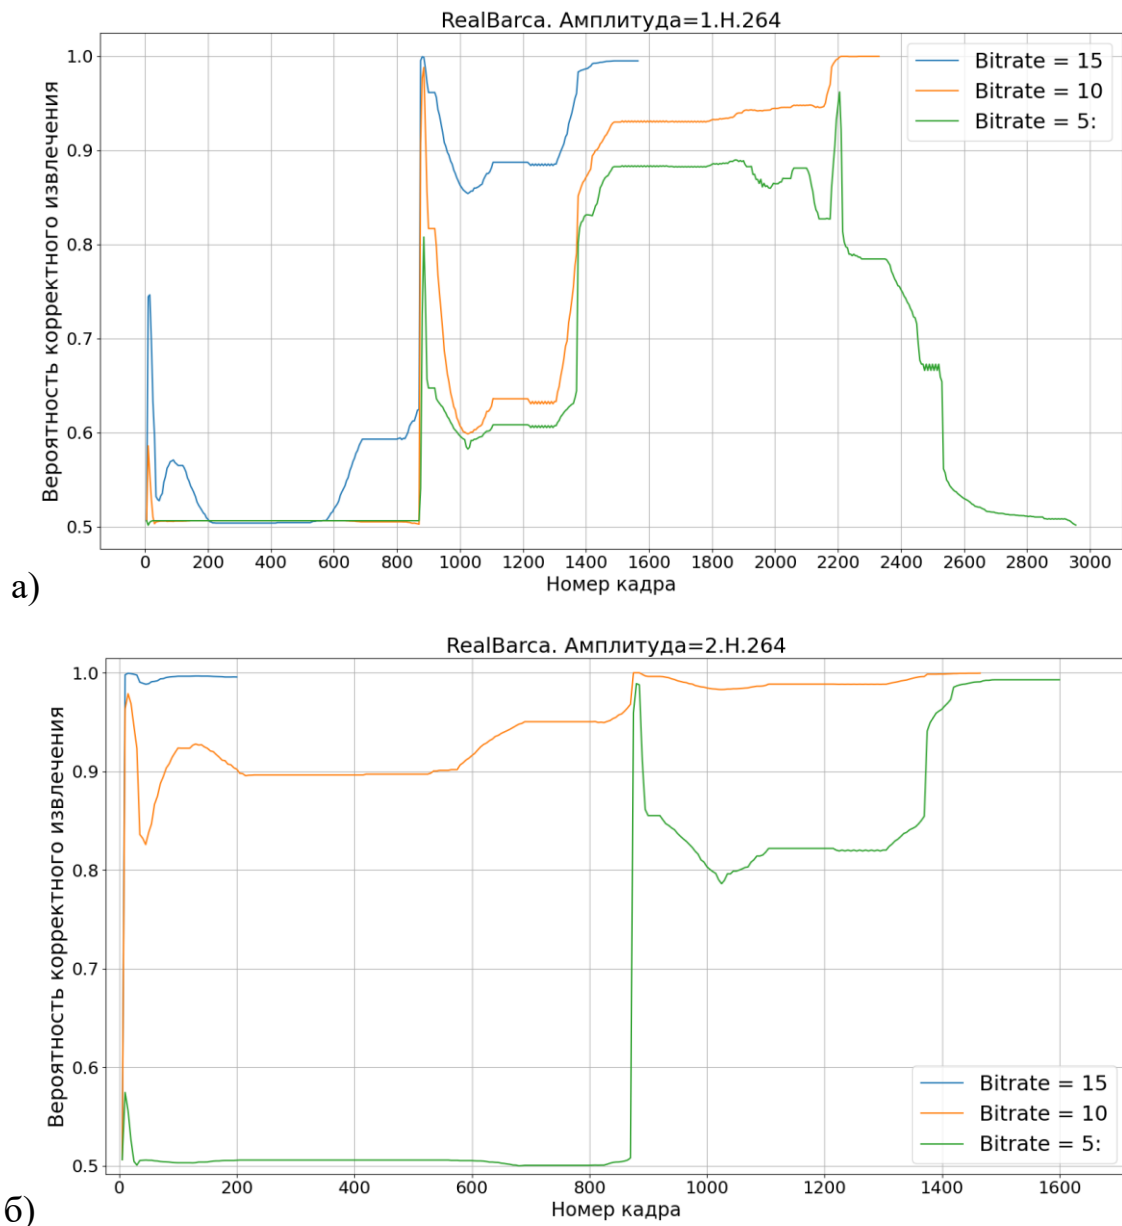 RealBarca. Амплитуда=1.H.264
Вероятность корректного извлечения
1.0
0.9
0.8
0.7
0.6
0.5
Bitrate = 15
Bitrate = 10
Bitrate = 5:
0 200 400 600 800 1000 1200 1400 1600 1800 2000 2200 2400 2600 2800 3000
Номер кадра
а)
RealBarca. Амплитуда=2.H.264
Вероятность корректного извлечения
1.0
0.9
0.8
0.7
0.6
0.5
Bitrate = 15
Bitrate = 10
Bitrate = 5:
0 200 400 600 800 1000 1200 1400 1600
Номер кадра
б)